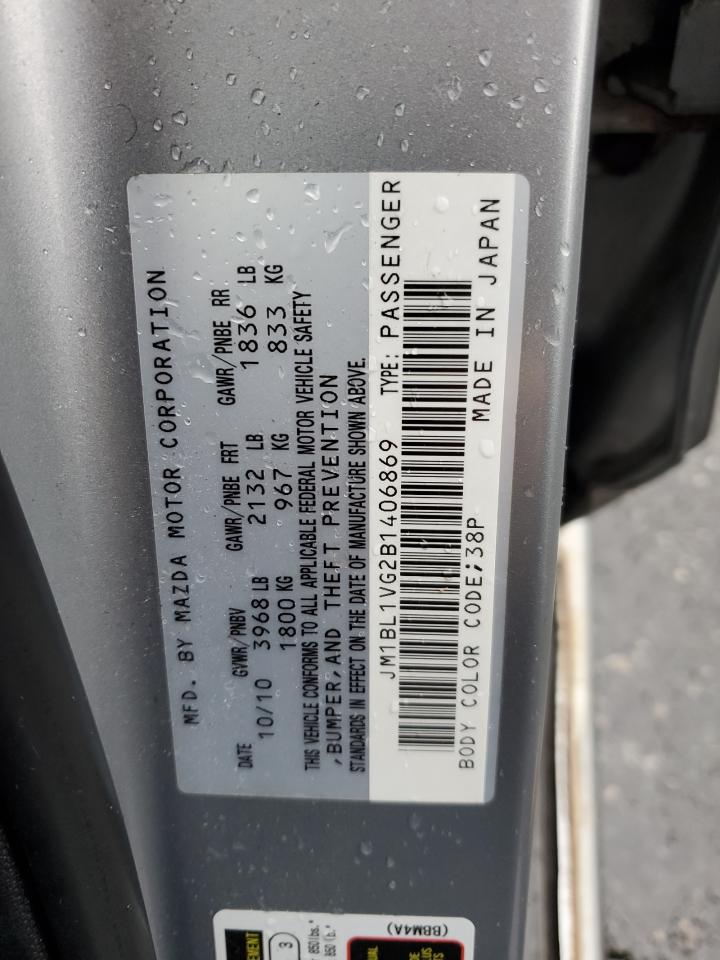 MFD. BY MAZDA MOTOR CORPORATION
DATE GVWR/PNBV GAWR/PNBE FRT GAWR/PNBE RR
10/10 3968 LB 2132 LB 1836 LB
1800 KG 967 KG 833 KG
THIS VEHICLE CONFORMS TO ALL APPLICABLE FEDERAL MOTOR VEHICLE SAFETY
,BUMPER,AND THEFT PREVENTION
STANDARDS IN EFFECT ON THE DATE OF MANUFACTURE SHOWN ABOVE.
JM1BL1VG2B1406869 TYPE: PASSENGER
BODY COLOR CODE;38P MADE IN JAPAN
3
850 lbs.
(BBM4A)